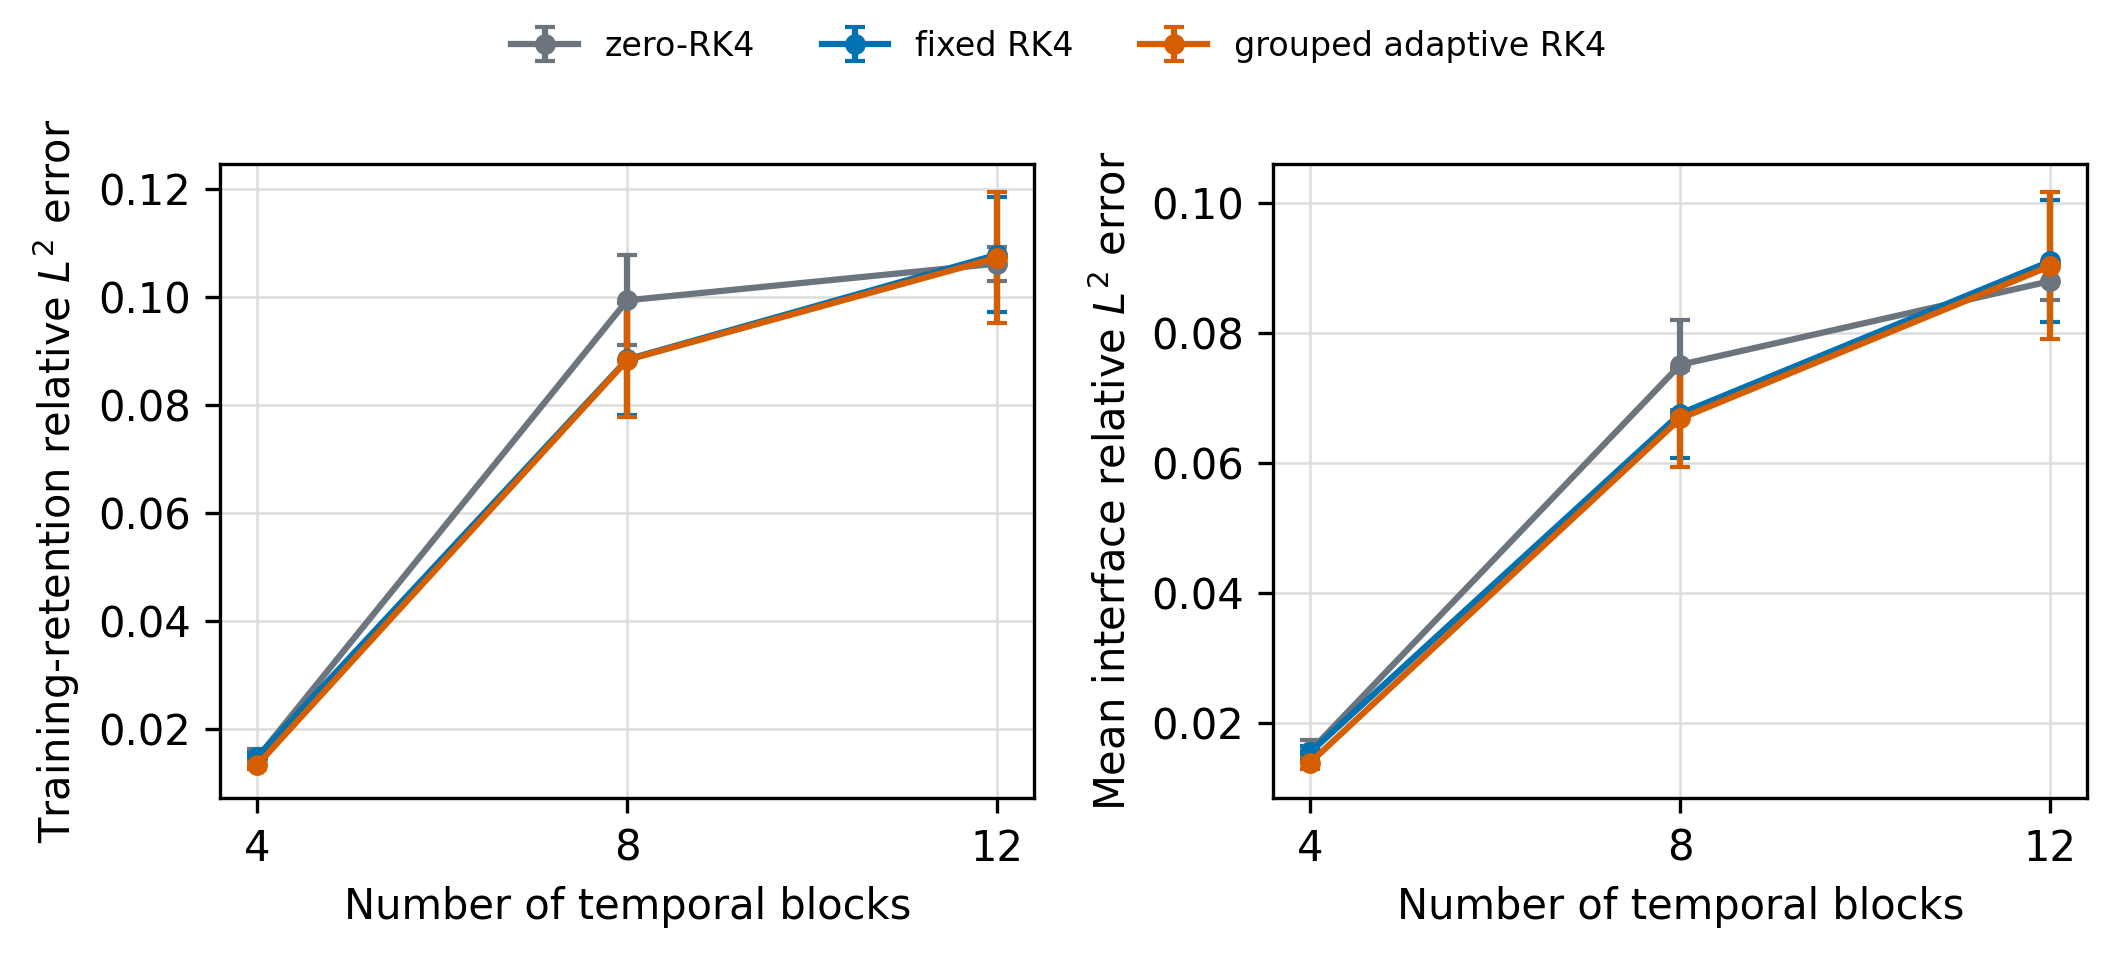 zero-RK4 fixed RK4 grouped adaptive RK4
Training-retention relative L² error
0.12
0.10
0.08
0.06
0.04
0.02
4 8 12
Number of temporal blocks
Mean interface relative L² error
0.10
0.08
0.06
0.04
0.02
4 8 12
Number of temporal blocks